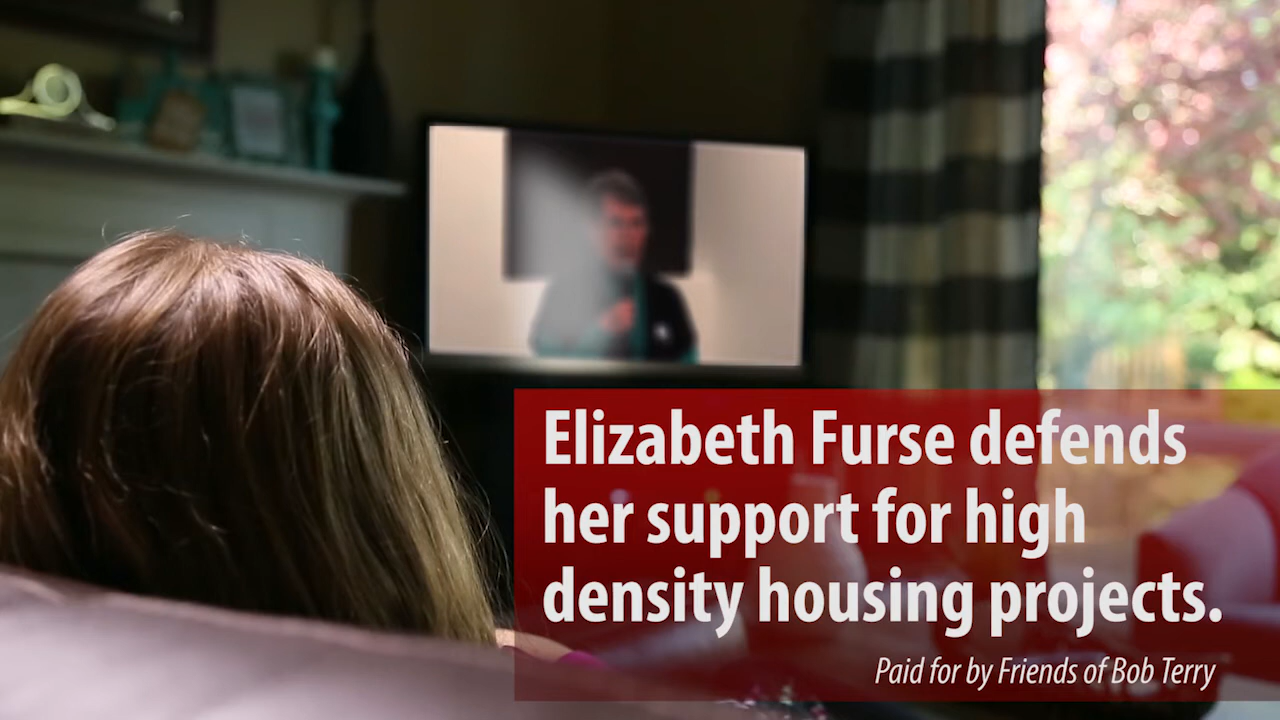 Elizabeth Furse defends
her support for high
density housing projects.
Paid for by Friends of Bob Terry